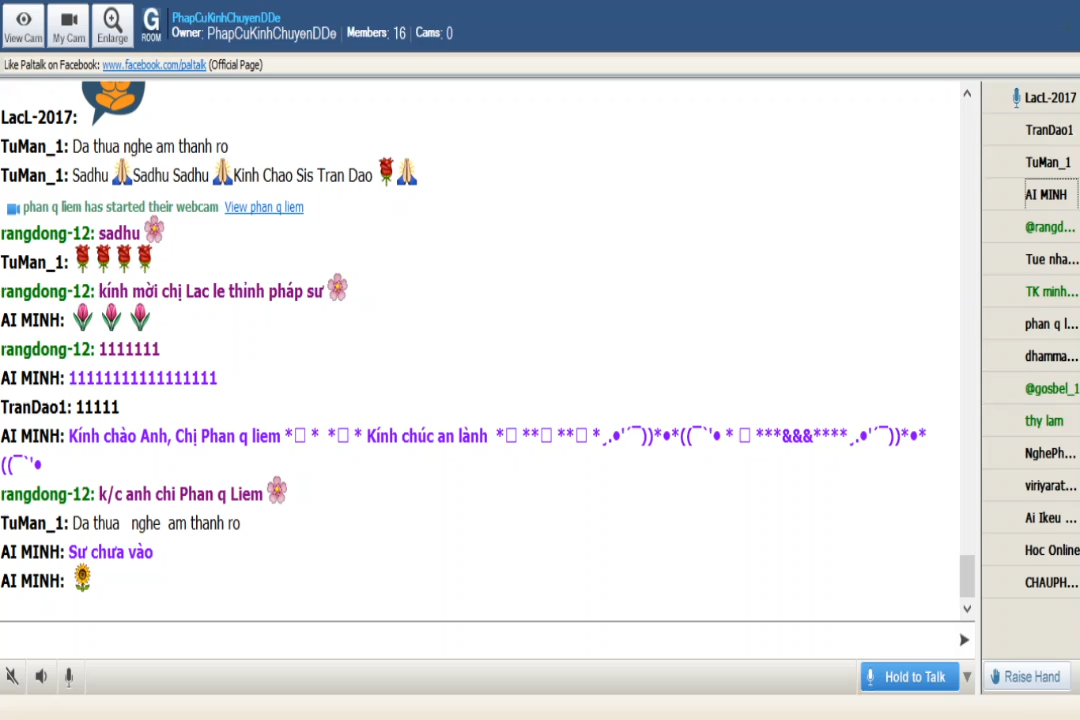 View Cam
My Cam
Enlarge
G
ROOM
PhapCuKinhChuyenDDe
Owner: PhapCuKinhChuyenDDe | Members: 16 | Cams: 0
Like Paltalk on Facebook: www.facebook.com/paltalk (Official Page)
LacL-2017:
TuMan_1: Da thua nghe am thanh ro
TuMan_1: Sadhu 🙏Sadhu Sadhu 🙏Kinh Chao Sis Tran Dao 🌹🙏
phan q liem has started their webcam View phan q liem
rangdong-12: sadhu 🌸
TuMan_1: 🌹🌹🌹🌹
rangdong-12: kính mời chị Lac le thỉnh pháp sư 🌸
AI MINH: 🌷 🌷 🌷
rangdong-12: 1111111
AI MINH: 11111111111111111
TranDao1: 11111
AI MINH: Kính chào Anh, Chị Phan q liem *□ * *□ * Kính chúc an lành *□ **□ **□ *¸.•'´¯))*•*((¯`'• * □ ***&&&****¸.•'´¯))*•*
((¯`'•
rangdong-12: k/c anh chi Phan q Liem 🌸
TuMan_1: Da thua nghe am thanh ro
AI MINH: Sư chưa vào
AI MINH: 🌻
Hold to Talk
LacL-2017
TranDao1
TuMan_1
AI MINH
@rangd...
Tue nha...
TK minh...
phan q l...
dhamma...
@gosbel_1
thy lam
NghePh...
viriyarat...
Ai Ikeu ...
Hoc Online
CHAUPH...
Raise Hand